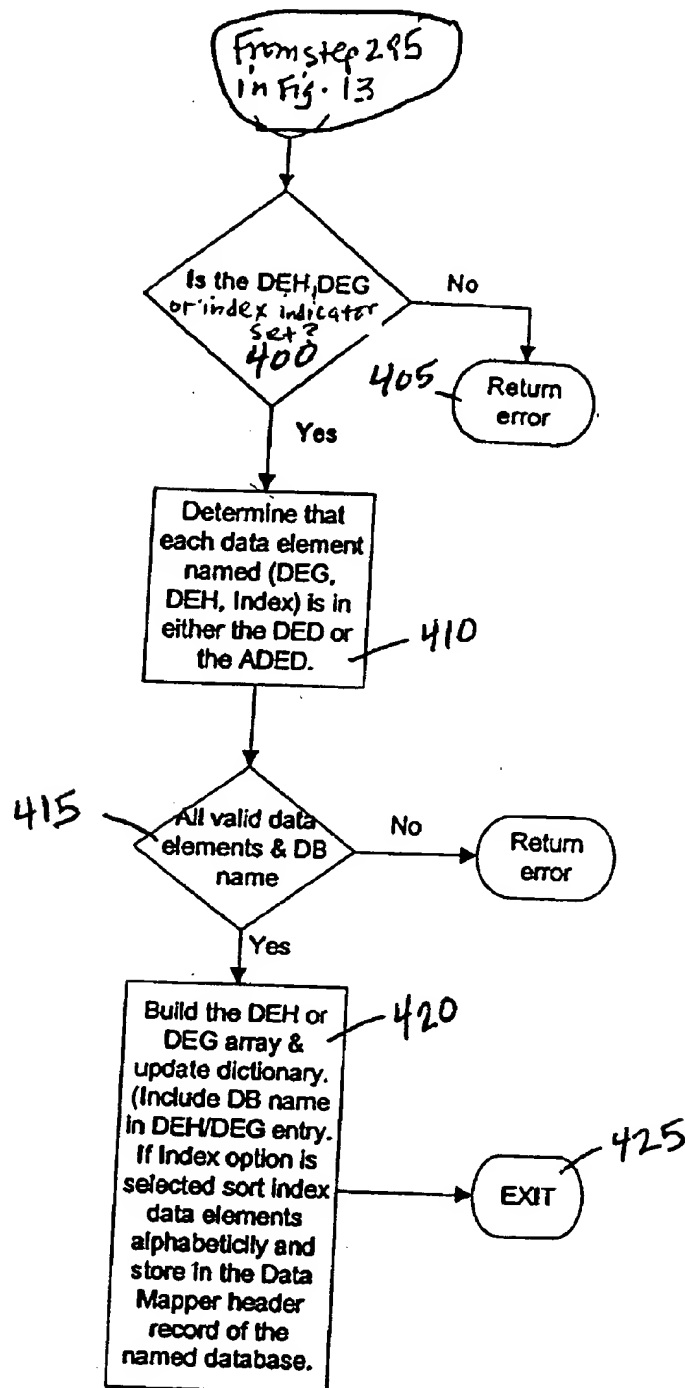 From step 295
in Fig. 13
Is the DEH, DEG
or index indicator
set?
400
No
405
Return
error
Yes
Determine that
each data element
named (DEG,
DEH, Index) is in
either the DED or
the ADED.
410
415
All valid data
elements & DB
name
No
Return
error
Yes
Build the DEH or
DEG array &
update dictionary.
(Include DB name
in DEH/DEG entry.
If Index option is
selected sort index
data elements
alphabeticlly and
store in the Data
Mapper header
record of the
named database.
420
425
EXIT